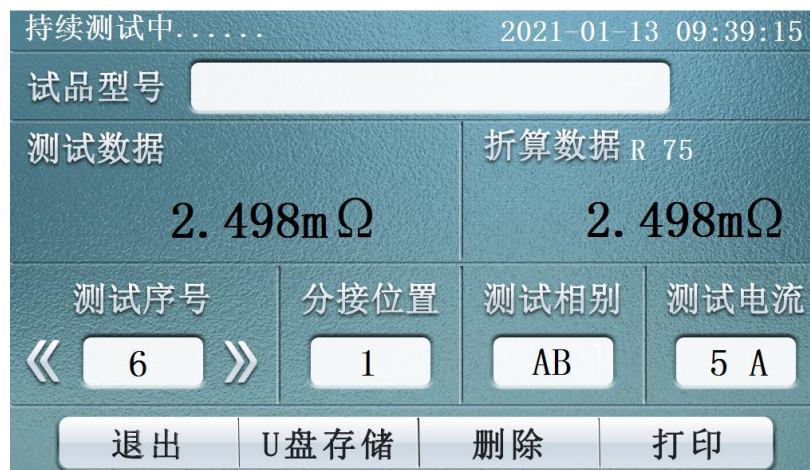 持续测试中...... 2021-01-13 09:39:15
试品型号
测试数据 折算数据 R 75
2.498mΩ 2.498mΩ
测试序号 分接位置 测试相别 测试电流
《 6 》 1 AB 5 A
退出 U盘存储 删除 打印